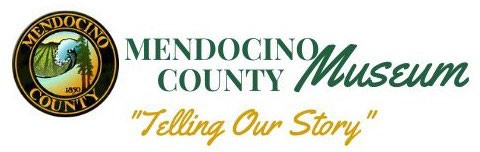 MENDOCINO
COUNTY
1850
MENDOCINO
COUNTY Museum
"Telling Our Story"